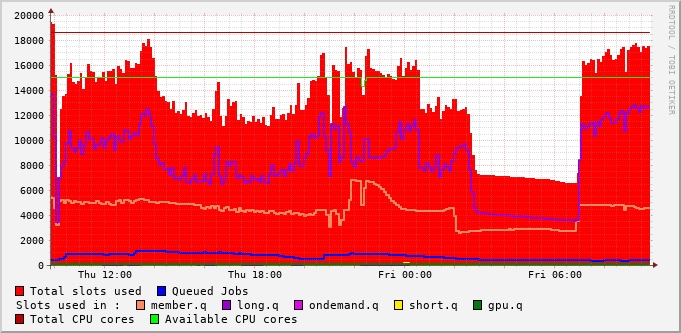 20000
18000
16000
14000
12000
10000
8000
6000
4000
2000
0
Thu 12:00 Thu 18:00 Fri 00:00 Fri 06:00
RRDTOOL / TOBI OETIKER
Total slots used Queued Jobs
Slots used in : member.q long.q ondemand.q short.q gpu.q
Total CPU cores Available CPU cores